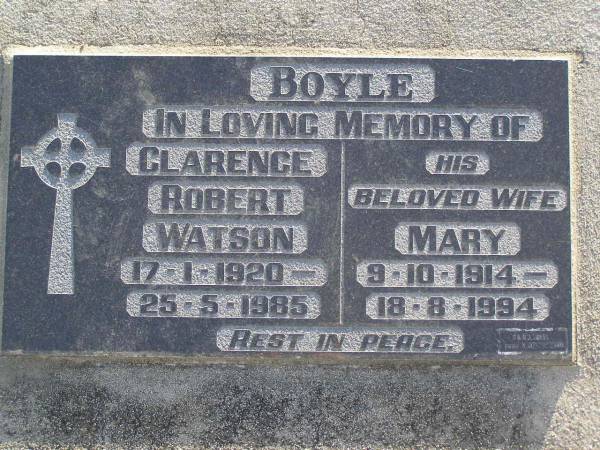 BOYLE
IN LOVING MEMORY OF
CLARENCE
ROBERT
WATSON
17-1-1920 —
25-5-1985
HIS
BELOVED WIFE
MARY
9-10-1914 —
18-8-1994
REST IN PEACE.